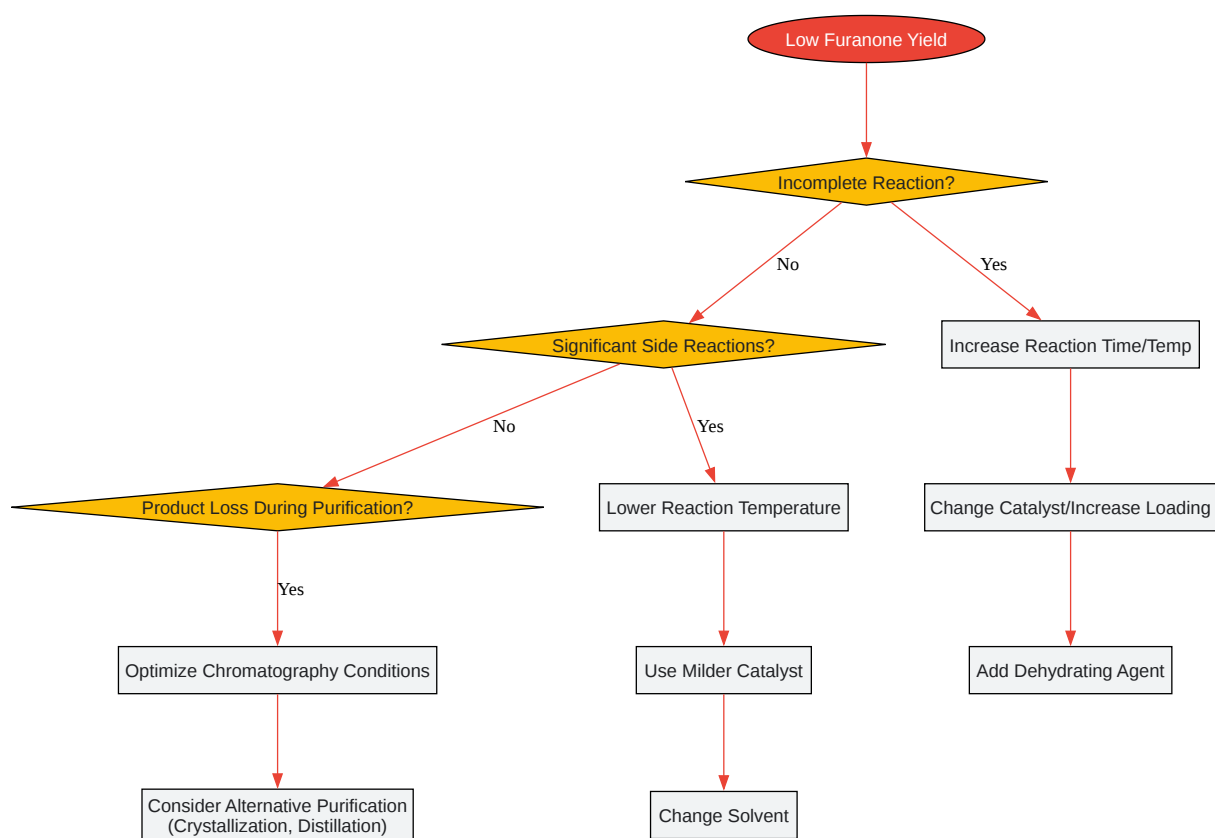 Low Furanone Yield
Incomplete Reaction?
No
Yes
Significant Side Reactions?
Increase Reaction Time/Temp
No
Yes
Product Loss During Purification?
Lower Reaction Temperature
Change Catalyst/Increase Loading
Yes
Optimize Chromatography Conditions
Use Milder Catalyst
Add Dehydrating Agent
Consider Alternative Purification
(Crystallization, Distillation)
Change Solvent